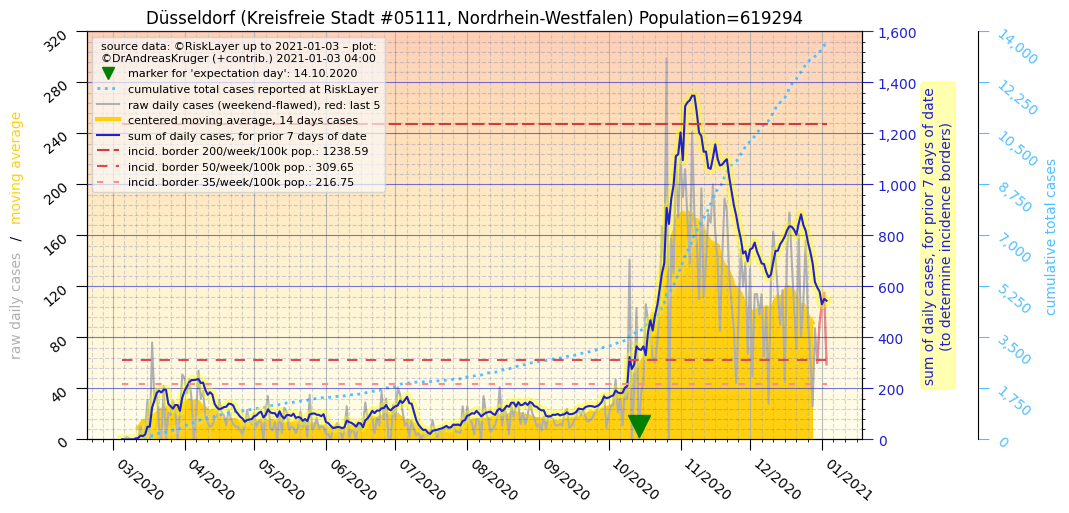 Düsseldorf (Kreisfreie Stadt #05111, Nordrhein-Westfalen) Population=619294
source data: ©RiskLayer up to 2021-01-03 – plot:
©DrAndreasKruger (+contrib.) 2021-01-03 04:00
marker for 'expectation day': 14.10.2020
cumulative total cases reported at RiskLayer
raw daily cases (weekend-flawed), red: last 5
centered moving average, 14 days cases
sum of daily cases, for prior 7 days of date
incid. border 200/week/100k pop.: 1238.59
incid. border 50/week/100k pop.: 309.65
incid. border 35/week/100k pop.: 216.75
raw daily cases / moving average
320
280
240
200
160
120
80
40
0
03/2020
04/2020
05/2020
06/2020
07/2020
08/2020
09/2020
10/2020
11/2020
12/2020
01/2021
1,600
1,400
1,200
1,000
800
600
400
200
0
sum of daily cases, for prior 7 days of date
(to determine incidence borders)
14,000
12,250
10,500
8,750
7,000
5,250
3,500
1,750
0
cumulative total cases